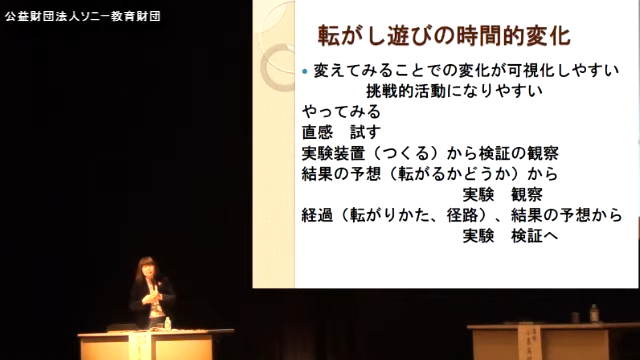 公益財団法人ソニー教育財団
転がし遊びの時間的変化
• 変えてみることでの変化が可視化しやすい
挑戦的活動になりやすい
やってみる
直感 試す
実験装置(つくる)から検証の観察
結果の予想(転がるかどうか)から
実験 観察
経過(転がりかた、径路)、結果の予想から
実験 検証へ